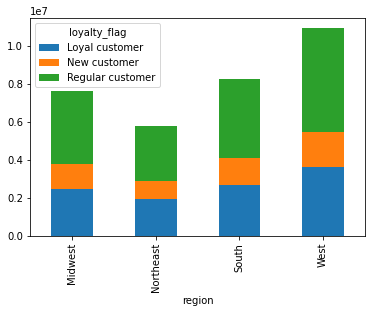 1e7
loyalty_flag
Loyal customer
New customer
Regular customer
1.0
0.8
0.6
0.4
0.2
0.0
Midwest
Northeast
South
West
region